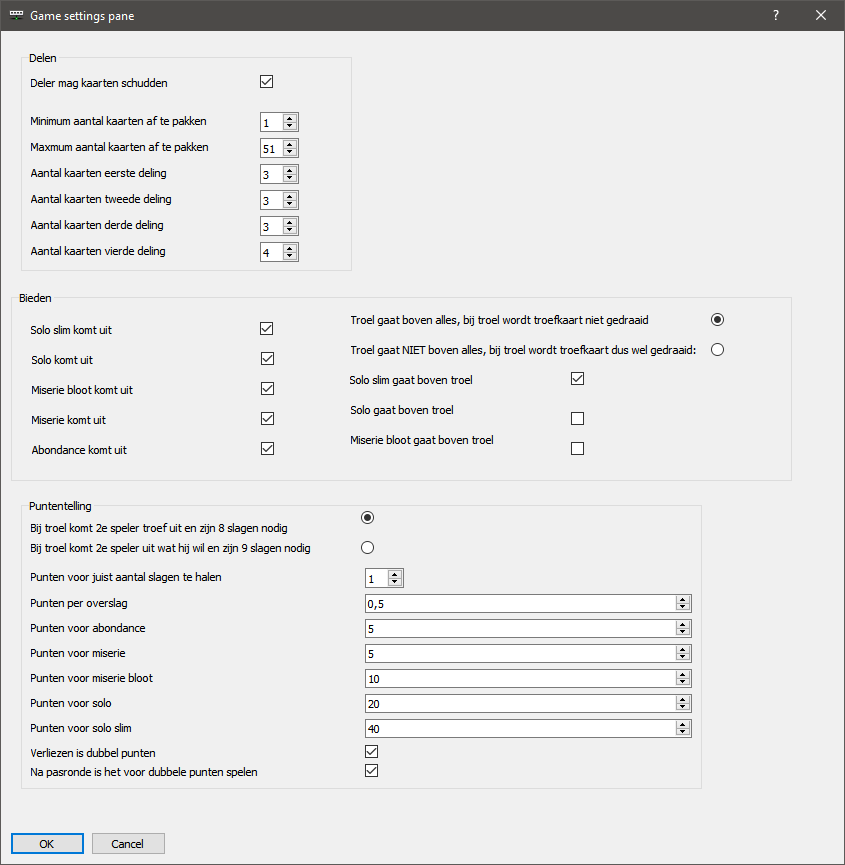 Game settings pane
?
Delen
Deler mag kaarten schudden
Minimum aantal kaarten af te pakken
1
Maxmum aantal kaarten af te pakken
51
Aantal kaarten eerste deling
3
Aantal kaarten tweede deling
3
Aantal kaarten derde deling
3
Aantal kaarten vierde deling
4
Bieden
Solo slim komt uit
Solo komt uit
Miserie bloot komt uit
Miserie komt uit
Abondance komt uit
Troel gaat boven alles, bij troel wordt troefkaart niet gedraaid
Troel gaat NIET boven alles, bij troel wordt troefkaart dus wel gedraaid:
Solo slim gaat boven troel
Solo gaat boven troel
Miserie bloot gaat boven troel
Puntentelling
Bij troel komt 2e speler troef uit en zijn 8 slagen nodig
Bij troel komt 2e speler uit wat hij wil en zijn 9 slagen nodig
Punten voor juist aantal slagen te halen
1
Punten per overslag
0,5
Punten voor abondance
5
Punten voor miserie
5
Punten voor miserie bloot
10
Punten voor solo
20
Punten voor solo slim
40
Verliezen is dubbel punten
Na pasronde is het voor dubbele punten spelen
OK
Cancel